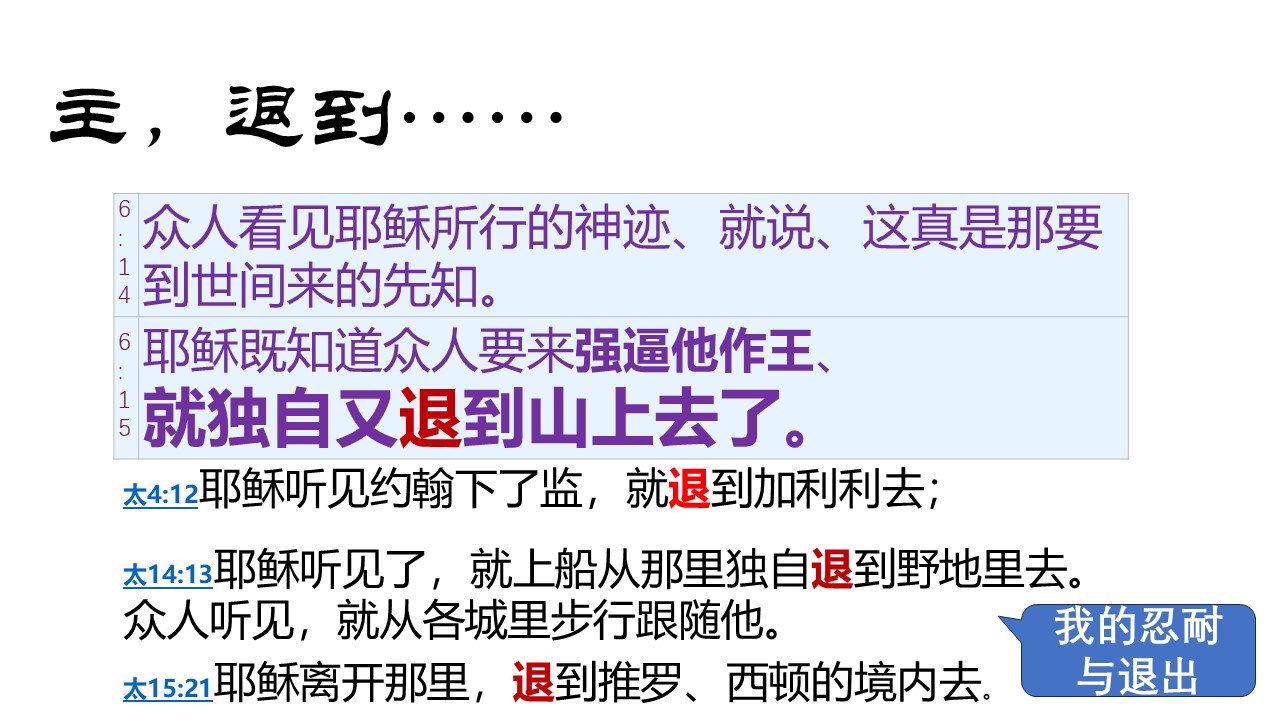 主，退到······
6:14 众人看见耶稣所行的神迹、就说、这真是那要
到世间来的先知。
6:15 耶稣既知道众人要来强逼他作王、
就独自又退到山上去了。
太4:12耶稣听见约翰下了监，就退到加利利去；
太14:13耶稣听见了，就上船从那里独自退到野地里去。
众人听见，就从各城里步行跟随他。
太15:21耶稣离开那里，退到推罗、西顿的境内去.
我的忍耐
与退出